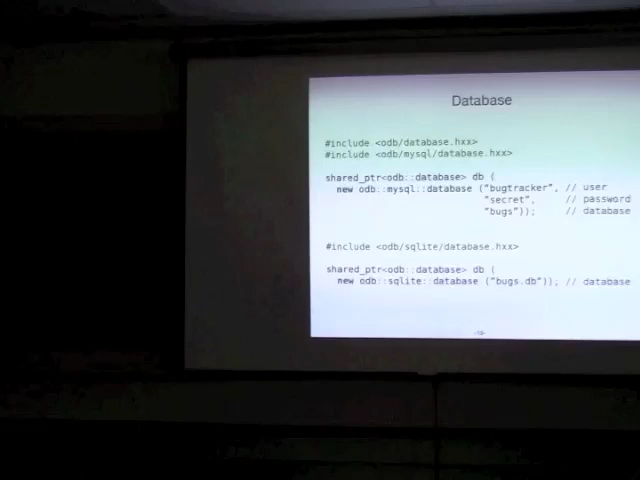 Database
#include <odb/database.hxx>
#include <odb/mysql/database.hxx>
shared_ptr<odb::database> db (
new odb::mysql::database ("bugtracker", // user
"secret", // password
"bugs")); // database
#include <odb/sqlite/database.hxx>
shared_ptr<odb::database> db (
new odb::sqlite::database ("bugs.db")); // database